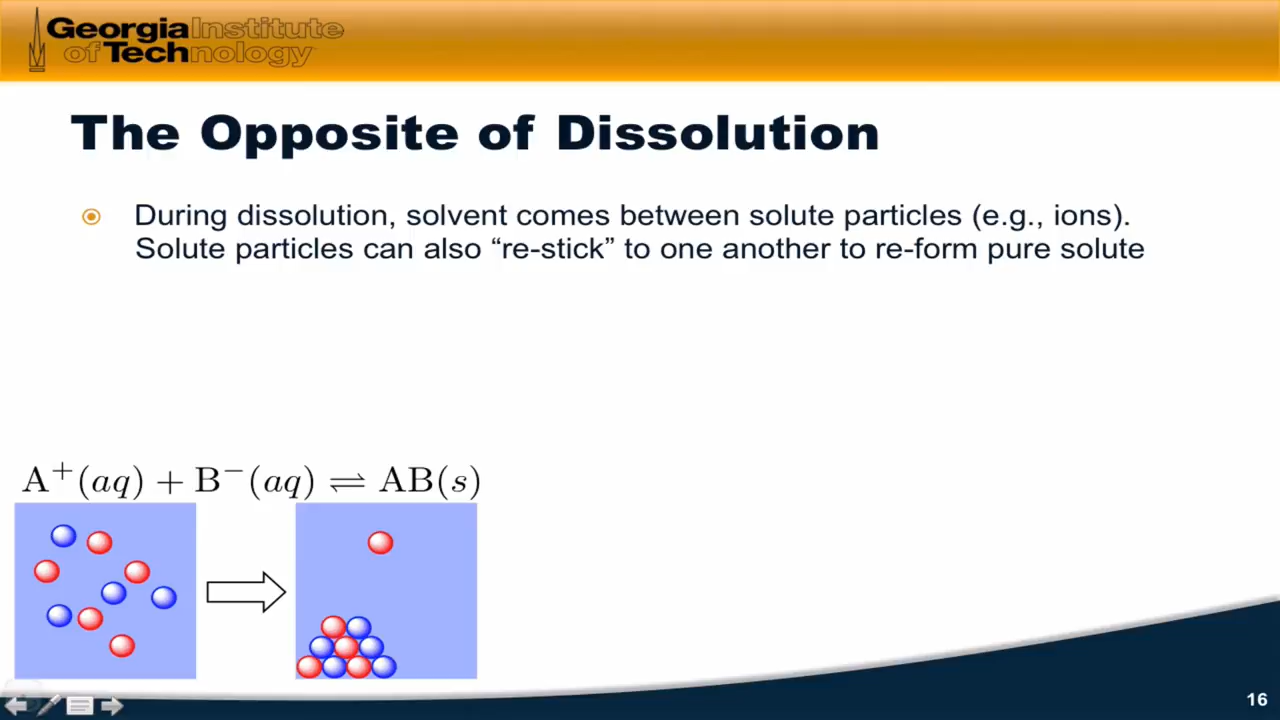 Georgia Institute
of Technology
The Opposite of Dissolution
During dissolution, solvent comes between solute particles (e.g., ions).
Solute particles can also “re-stick” to one another to re-form pure solute
A⁺(aq) + B⁻(aq) ⇌ AB(s)
16